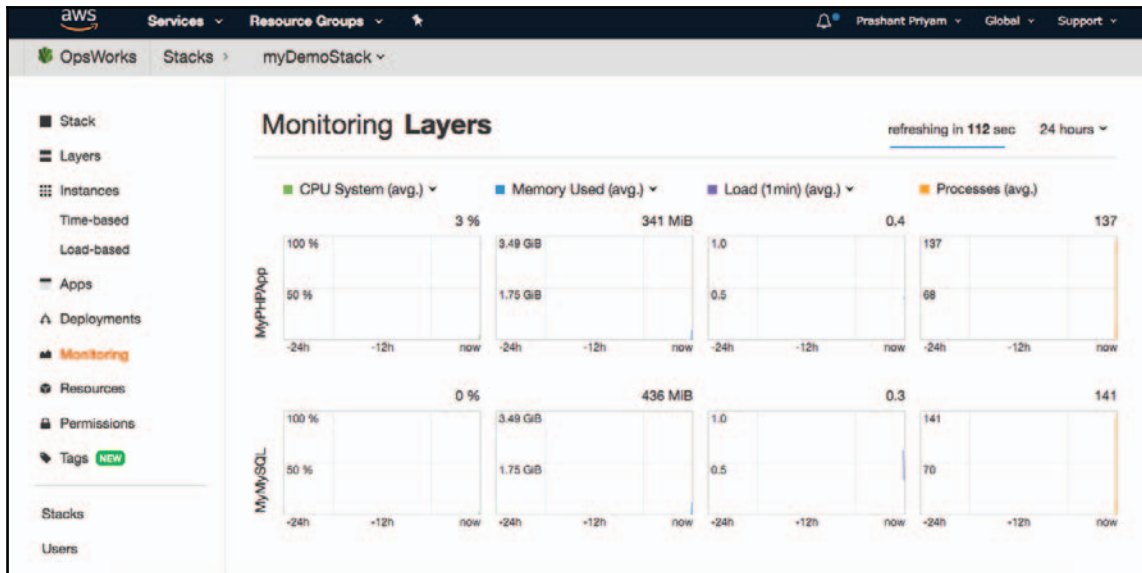 aws Services Resource Groups Prashant Priyam Global Support
OpsWorks Stacks > myDemoStack
Stack
Layers
Instances
Time-based
Load-based
Apps
Deployments
Monitoring
Resources
Permissions
Tags NEW
Stacks
Users
Monitoring Layers
refreshing in 112 sec 24 hours
CPU System (avg.) Memory Used (avg.) Load (1min) (avg.) Processes (avg.)
MyPHPApp
3 % 341 MiB 0.4 137
100 % 3.49 GiB 1.0 137
50 % 1.75 GiB 0.5 68
-24h -12h now -24h -12h now -24h -12h now -24h -12h now
MyMySQL
0 % 436 MiB 0.3 141
100 % 3.49 GiB 1.0 141
50 % 1.75 GiB 0.5 70
-24h -12h now -24h -12h now -24h -12h now -24h -12h now